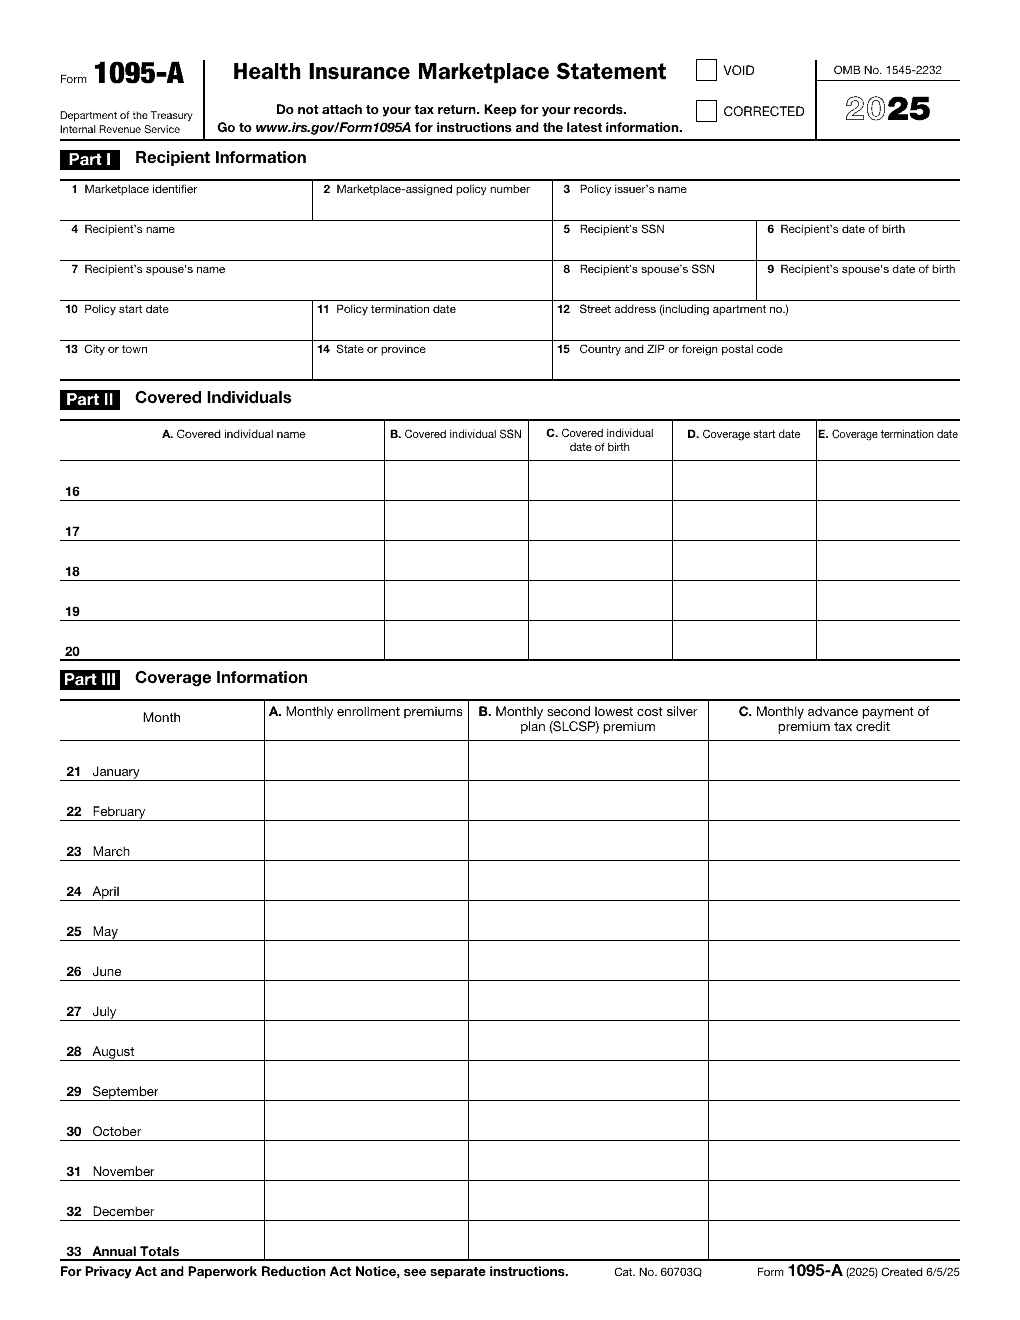 Form 1095-A
Department of the Treasury
Internal Revenue Service
Health Insurance Marketplace Statement
Do not attach to your tax return. Keep for your records.
Go to www.irs.gov/Form1095A for instructions and the latest information.
VOID
CORRECTED
OMB No. 1545-2232
2025
Part I Recipient Information
1 Marketplace identifier
2 Marketplace-assigned policy number
3 Policy issuer's name
4 Recipient's name
5 Recipient's SSN
6 Recipient's date of birth
7 Recipient's spouse's name
8 Recipient's spouse's SSN
9 Recipient's spouse's date of birth
10 Policy start date
11 Policy termination date
12 Street address (including apartment no.)
13 City or town
14 State or province
15 Country and ZIP or foreign postal code
Part II Covered Individuals
A. Covered individual name
B. Covered individual SSN
C. Covered individual
date of birth
D. Coverage start date
E. Coverage termination date
16
17
18
19
20
Part III Coverage Information
Month
A. Monthly enrollment premiums
B. Monthly second lowest cost silver
plan (SLCSP) premium
C. Monthly advance payment of
premium tax credit
21 January
22 February
23 March
24 April
25 May
26 June
27 July
28 August
29 September
30 October
31 November
32 December
33 Annual Totals
For Privacy Act and Paperwork Reduction Act Notice, see separate instructions.
Cat. No. 60703Q
Form 1095-A (2025) Created 6/5/25